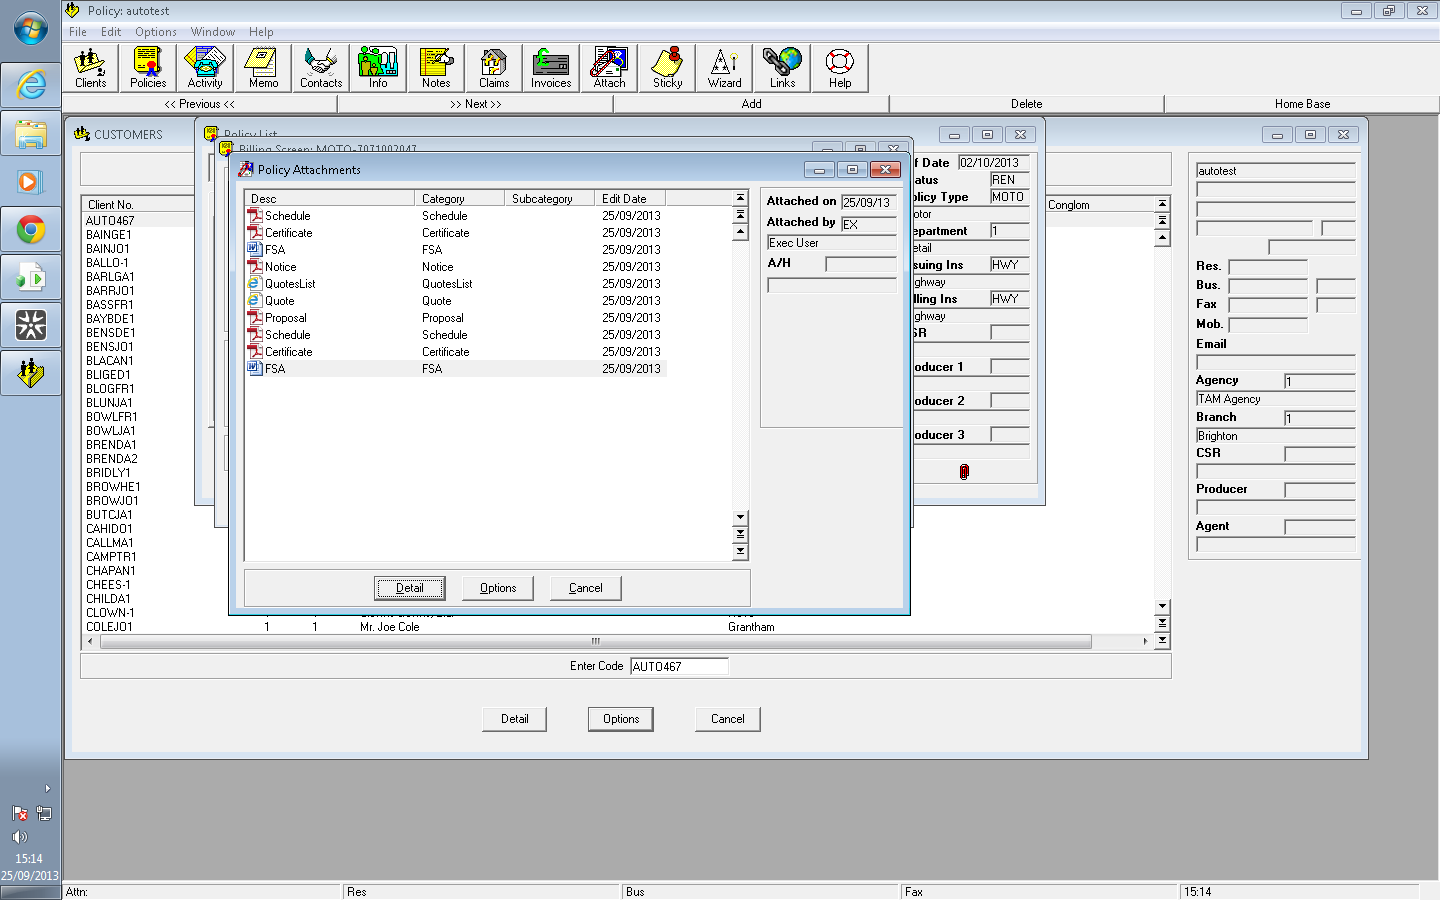 Policy: autotest
File Edit Options Window Help
Clients Policies Activity Memo Contacts Info Notes Claims Invoices Attach Sticky Wizard Links Help
<< Previous << >> Next >> Add Delete Home Base
CUSTOMERS
Policy List
Billing Screen: MOTO-7071002047
Policy Attachments
Desc Category Subcategory Edit Date
Schedule Schedule 25/09/2013
Certificate Certificate 25/09/2013
FSA FSA 25/09/2013
Notice Notice 25/09/2013
QuotesList QuotesList 25/09/2013
Quote Quote 25/09/2013
Proposal Proposal 25/09/2013
Schedule Schedule 25/09/2013
Certificate Certificate 25/09/2013
FSA FSA 25/09/2013
Attached on 25/09/13
Attached by EX
Exec User
A/H
Detail Options Cancel
f Date 02/10/2013
tatus REN
olicy Type MOTO
otor
epartment 1
etail
suing Ins HWY
ighway
lling Ins HWY
ighway
SR
oducer 1
oducer 2
oducer 3
Client No.
Conglom
AUTO467
BAINGE1
BAINJO1
BALLO-1
BARLGA1
BARRJO1
BASSFR1
BAYBDE1
BENSDE1
BENSJO1
BLACAN1
BLIGED1
BLOGFR1
BLUNJA1
BOWLFR1
BOWLJA1
BRENDA1
BRENDA2
BRIDLY1
BROWHE1
BROWJO1
BUTCJA1
CAHIDO1
CALLMA1
CAMPTR1
CHAPAN1
CHEES-1
CHILDA1
CLOWN-1
COLEJO1 1 1 Mr. Joe Cole Grantham
Enter Code AUTO467
Detail Options Cancel
autotest
Res.
Bus.
Fax
Mob.
Email
Agency 1
TAM Agency
Branch 1
Brighton
CSR
Producer
Agent
15:14
25/09/2013
Attn: Res Bus Fax 15:14